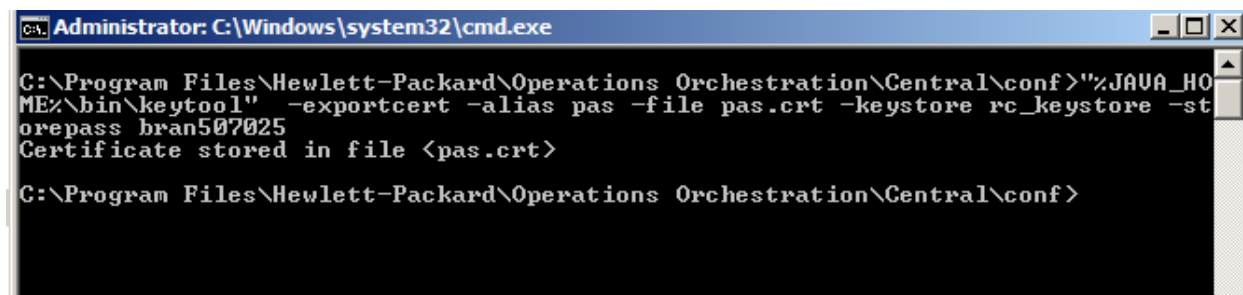 Administrator: C:\Windows\system32\cmd.exe
C:\Program Files\Hewlett-Packard\Operations Orchestration\Central\conf>"%JAVA_HO
ME%\bin\keytool"  -exportcert -alias pas -file pas.crt -keystore rc_keystore -st
orepass bran507025
Certificate stored in file <pas.crt>
C:\Program Files\Hewlett-Packard\Operations Orchestration\Central\conf>